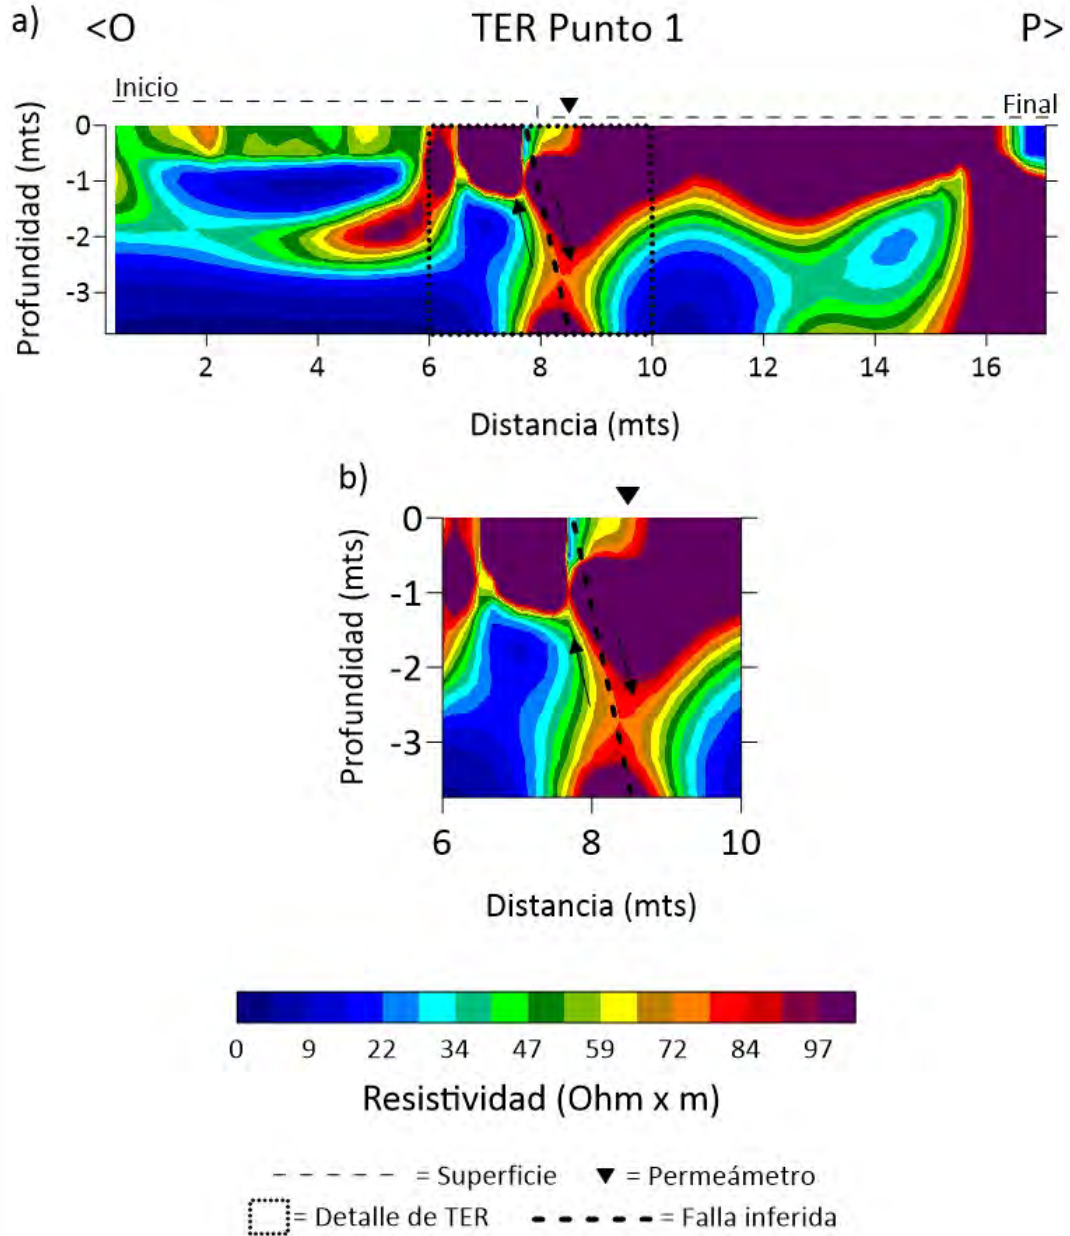 a) <O TER Punto 1 P>
Inicio
Final
Profundidad (mts)
0
-1
-2
-3
2 4 6 8 10 12 14 16
Distancia (mts)
b)
Profundidad (mts)
0
-1
-2
-3
6 8 10
Distancia (mts)
0 9 22 34 47 59 72 84 97
Resistividad (Ohm x m)
= Superficie = Permeámetro
= Detalle de TER = Falla inferida